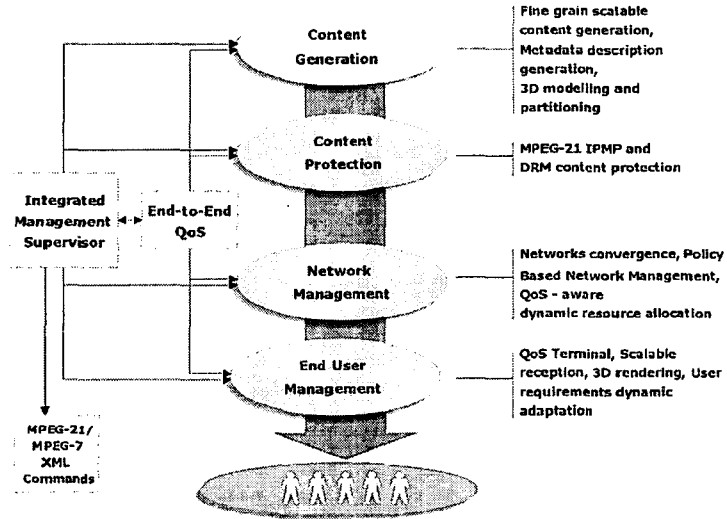 Content
Generation
Fine grain scalable
content generation,
Metadata description
generation,
3D modelling and
partitioning
Content
Protection
MPEG-21 IPMP and
DRM content protection
Integrated
Management
Supervisor
End-to-End
QoS
Network
Management
Networks convergence, Policy
Based Network Management,
QoS - aware
dynamic resource allocation
End User
Management
QoS Terminal, Scalable
reception, 3D rendering, User
requirements dynamic
adaptation
MPEG-21/
MPEG-7
XML
Commands